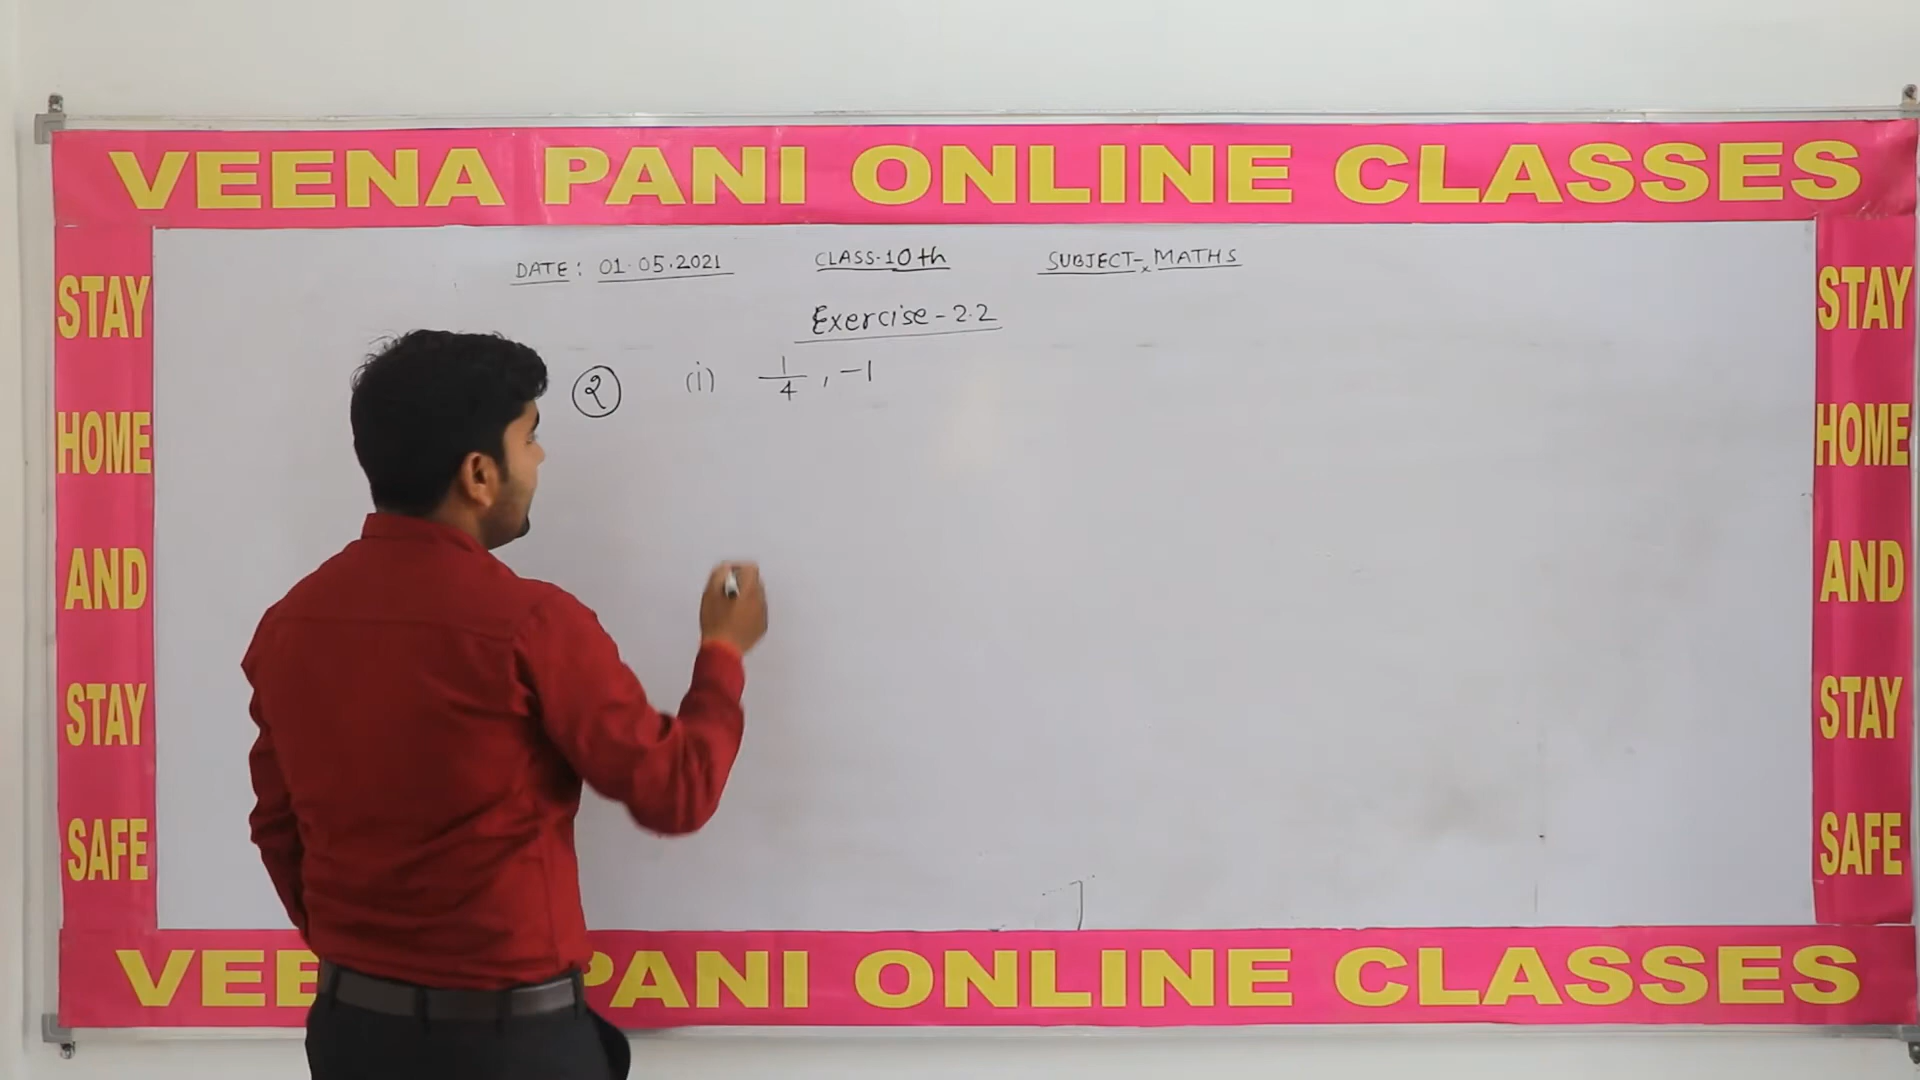 VEENA PANI ONLINE CLASSES
STAY
HOME
AND
STAY
SAFE
DATE: 01.05.2021 CLASS-10th SUBJECT-MATHS
Exercise-2.2
२ (i) 1/4, -1
STAY
HOME
AND
STAY
SAFE
VEE PANI ONLINE CLASSES